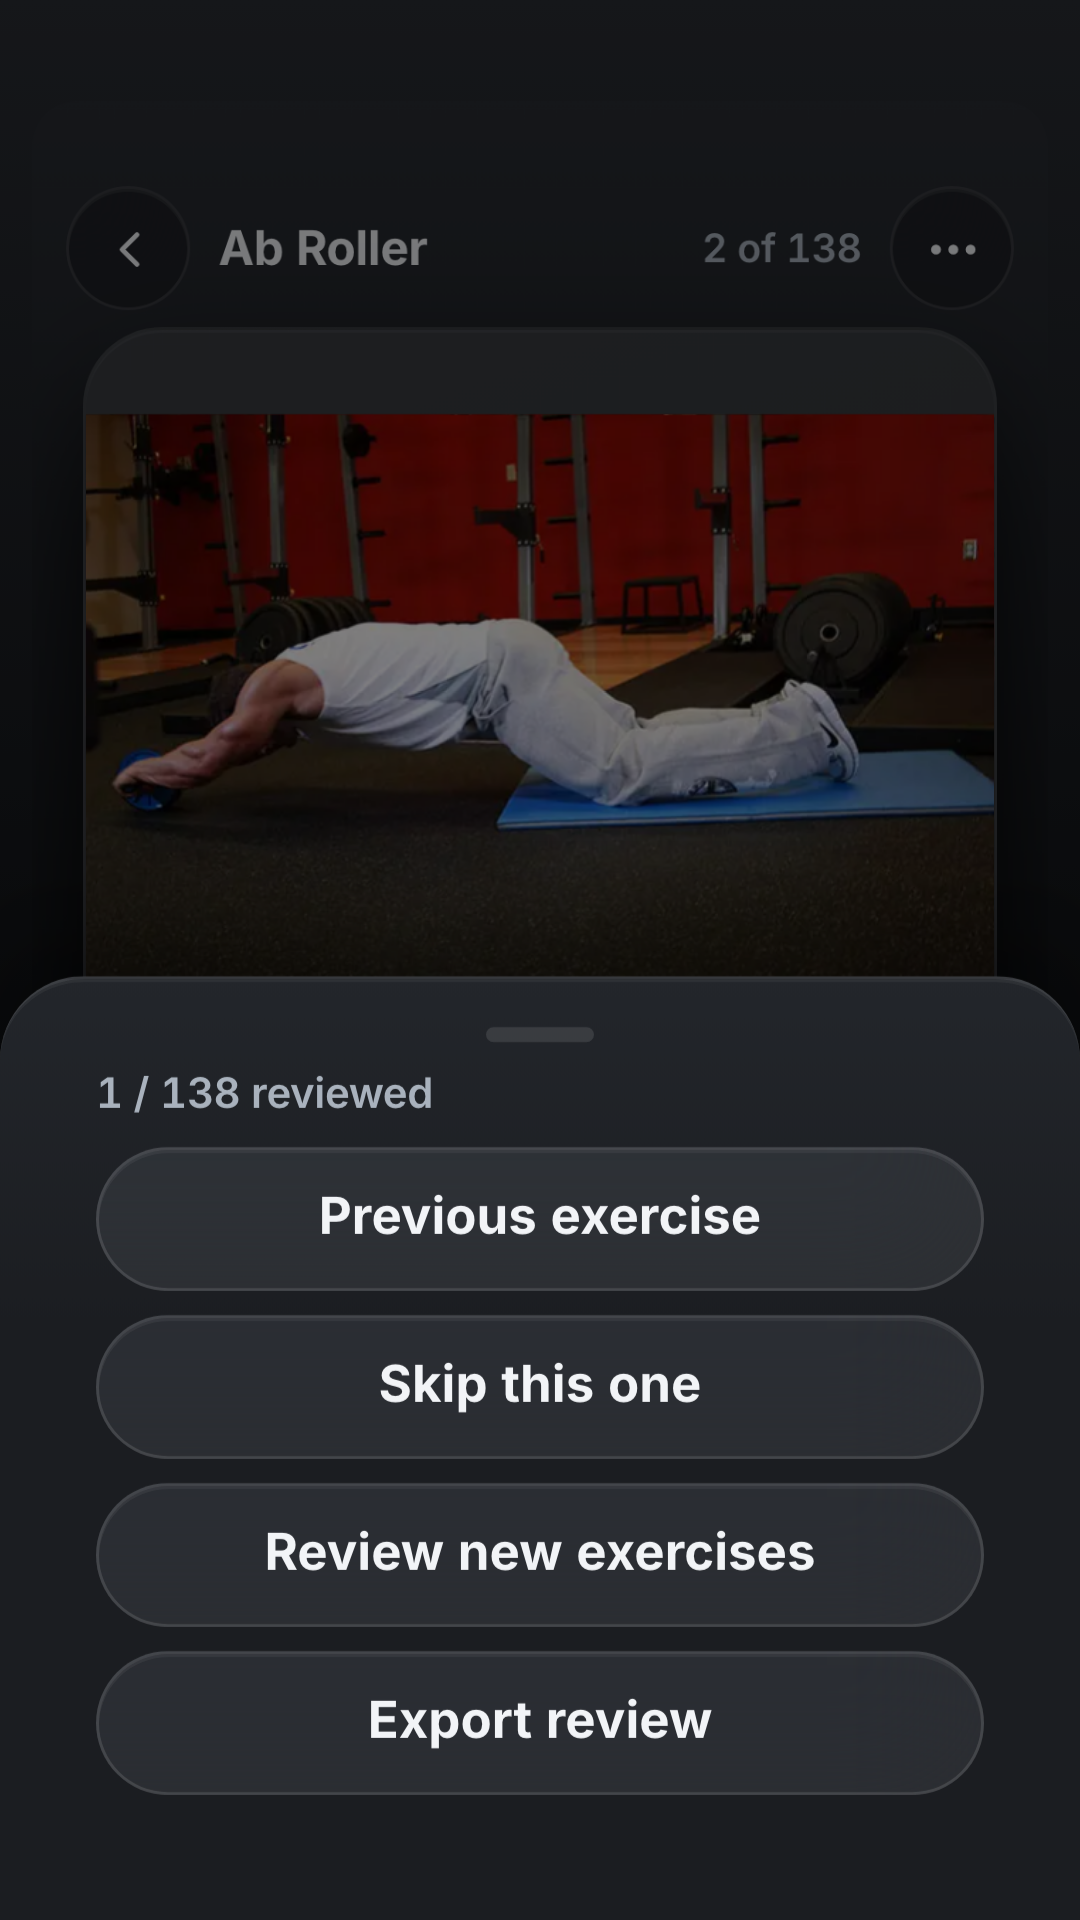 Ab Roller
2 of 138
1 / 138 reviewed
Previous exercise
Skip this one
Review new exercises
Export review